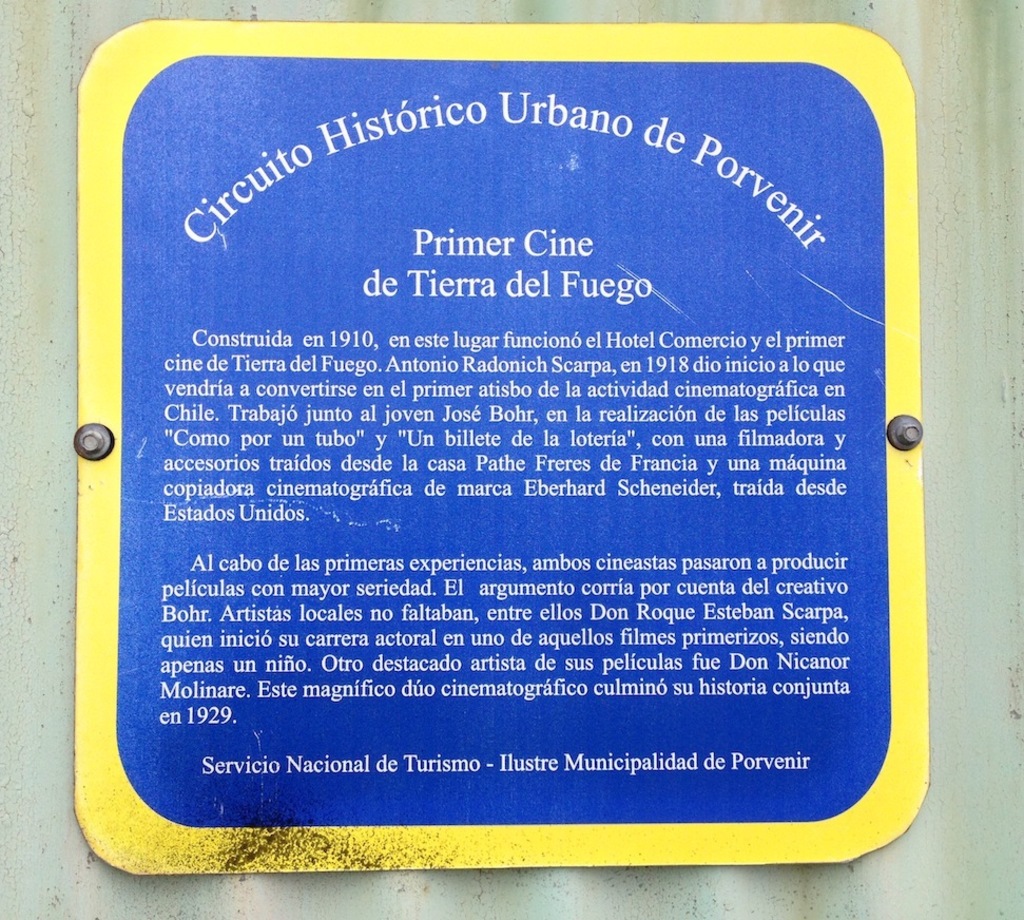 Circuito Histórico Urbano de Porvenir
Primer Cine
de Tierra del Fuego
Construida en 1910, en este lugar funcionó el Hotel Comercio y el primer
cine de Tierra del Fuego. Antonio Radonich Scarpa, en 1918 dio inicio a lo que
vendría a convertirse en el primer atisbo de la actividad cinematográfica en
Chile. Trabajó junto al joven José Bohr, en la realización de las películas
"Como por un tubo" y "Un billete de la lotería", con una filmadora y
accesorios traídos desde la casa Pathe Freres de Francia y una máquina
copiadora cinematográfica de marca Eberhard Scheneider, traída desde
Estados Unidos.
Al cabo de las primeras experiencias, ambos cineastas pasaron a producir
películas con mayor seriedad. El argumento corría por cuenta del creativo
Bohr. Artistas locales no faltaban, entre ellos Don Roque Esteban Scarpa,
quien inició su carrera actoral en uno de aquellos filmes primerizos, siendo
apenas un niño. Otro destacado artista de sus películas fue Don Nicanor
Molinare. Este magnífico dúo cinematográfico culminó su historia conjunta
en 1929.
Servicio Nacional de Turismo - Ilustre Municipalidad de Porvenir